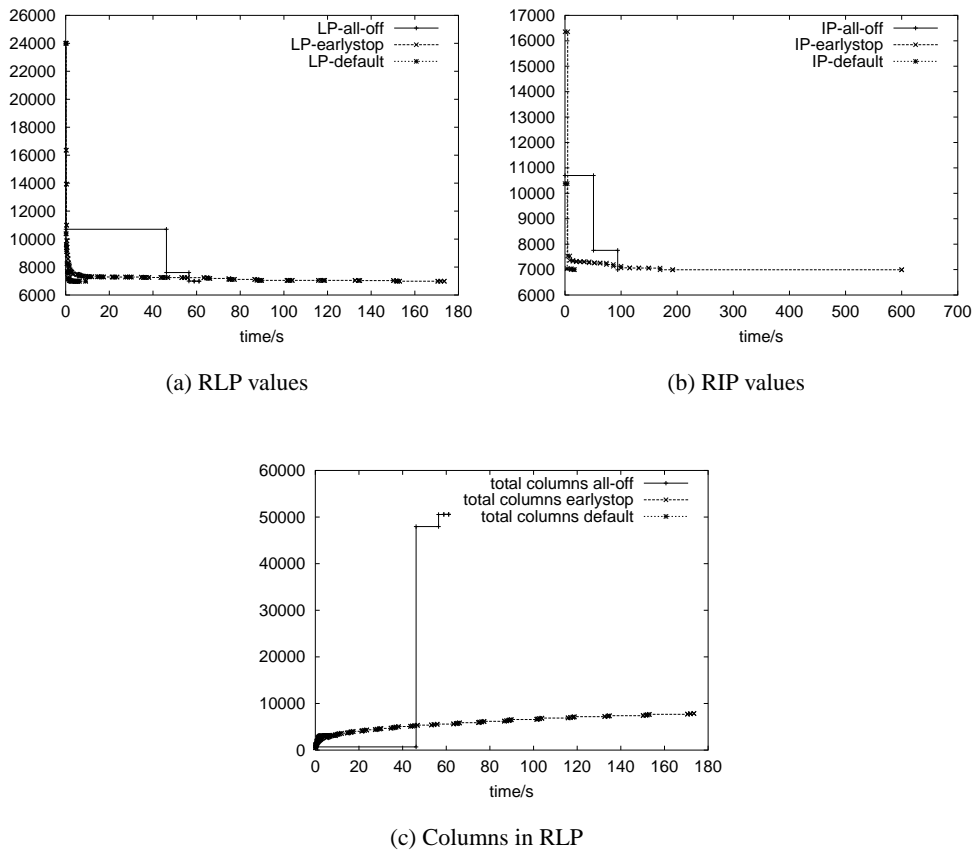 26000
24000
22000
20000
18000
16000
14000
12000
10000
8000
6000
0 20 40 60 80 100 120 140 160 180
time/s
LP-all-off
LP-earlystop
LP-default
(a) RLP values
17000
16000
15000
14000
13000
12000
11000
10000
9000
8000
7000
6000
0 100 200 300 400 500 600 700
time/s
IP-all-off
IP-earlystop
IP-default
(b) RIP values
60000
50000
40000
30000
20000
10000
0
0 20 40 60 80 100 120 140 160 180
time/s
total columns all-off
total columns earlystop
total columns default
(c) Columns in RLP